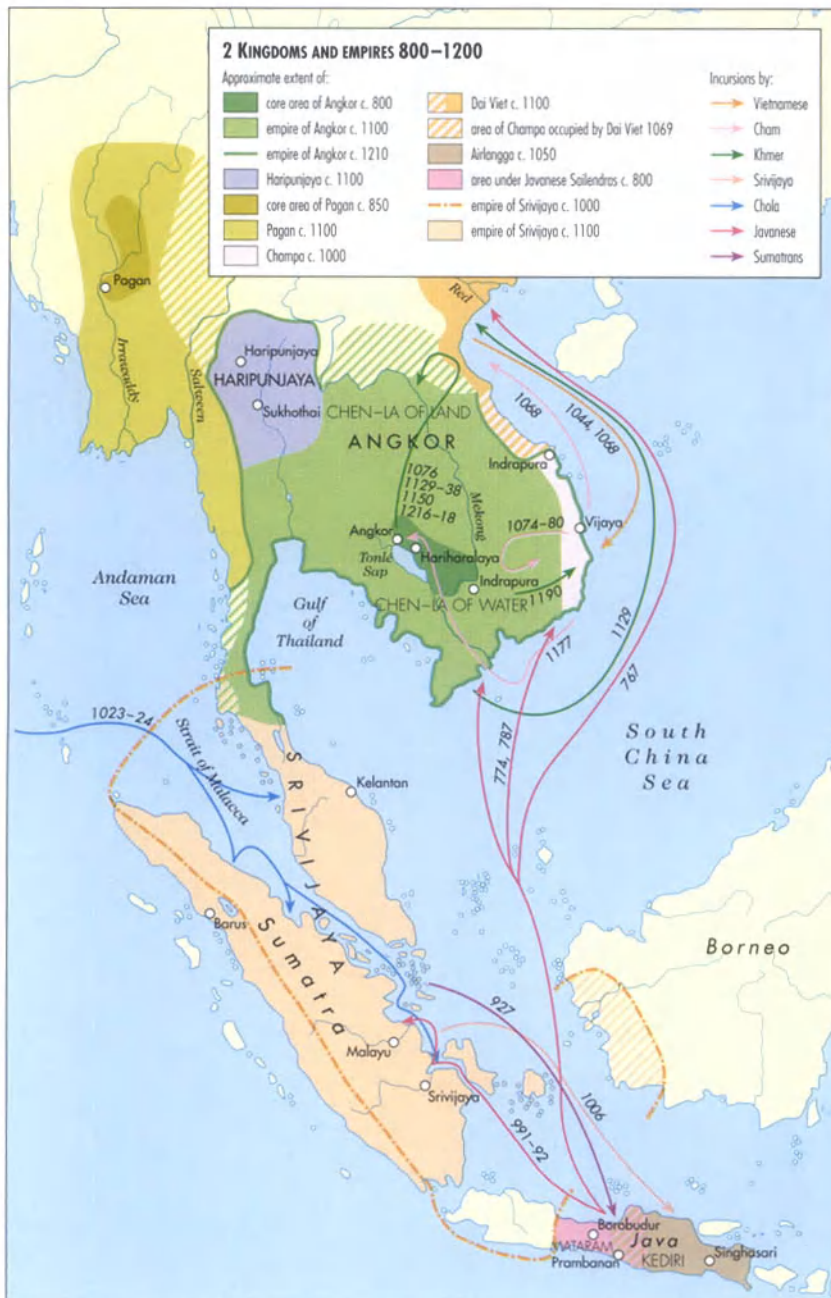 2 KINGDOMS AND EMPIRES 800–1200
Approximate extent of:
core area of Angkor c. 800
empire of Angkor c. 1100
empire of Angkor c. 1210
Haripunjaya c. 1100
core area of Pagan c. 850
Pagan c. 1100
Champa c. 1000
Dai Viet c. 1100
area of Champa occupied by Dai Viet 1069
Airlangga c. 1050
area under Javanese Sailendras c. 800
empire of Srivijaya c. 1000
empire of Srivijaya c. 1100
Incursions by:
Vietnamese
Cham
Khmer
Srivijaya
Chola
Javanese
Sumatrans
Pagan
Irrawaddy
Salween
Red
Haripunjaya
HARIPUNJAYA
Sukhothai
CHEN–LA OF LAND
ANGKOR
1068
1044, 1068
Indrapura
1076
1129–38
1150
1216–18
Mekong
1074–80
Vijaya
Angkor
Hariharalaya
Tonlé
Sap
Indrapura
CHEN–LA OF WATER
1190
Andaman
Sea
Gulf
of
Thailand
1177
1129
767
774, 787
1023–24
Strait of Malacca
South
China
Sea
Kelantan
SRIVIJAYA
Barus
Sumatra
Borneo
927
Malayu
Srivijaya
1006
991–92
Borobudur
MATARAM
Java
Prambanan
KEDIRI
Singhasari